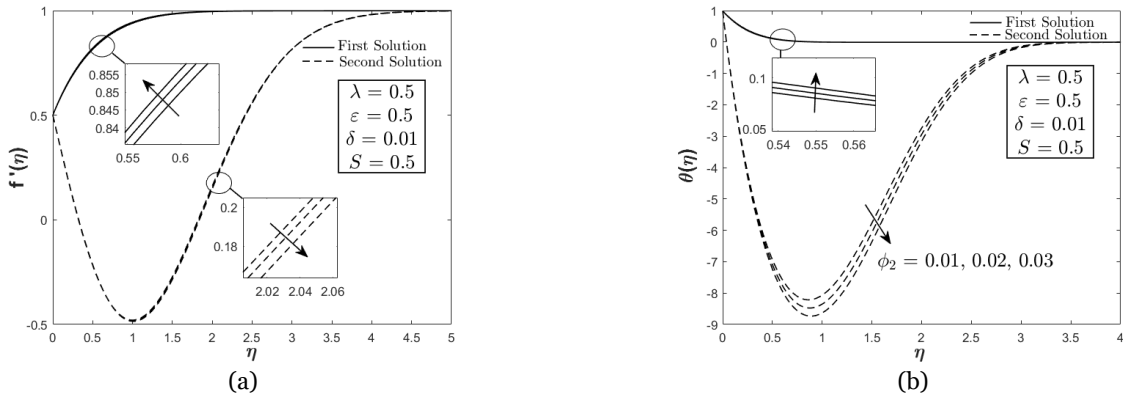 1
0.5
0
-0.5
0
0.5
1
1.5
2
2.5
3
3.5
4
4.5
5
f '(η)
η
First Solution
Second Solution
λ = 0.5
ε = 0.5
δ = 0.01
S = 0.5
0.855
0.85
0.845
0.84
0.55
0.6
0.2
0.18
2.02
2.04
2.06
(a)
1
0
-1
-2
-3
-4
-5
-6
-7
-8
-9
0
0.5
1
1.5
2
2.5
3
3.5
4
θ(η)
η
First Solution
Second Solution
λ = 0.5
ε = 0.5
δ = 0.01
S = 0.5
0.1
0.05
0.54
0.55
0.56
ϕ₂ = 0.01, 0.02, 0.03
(b)